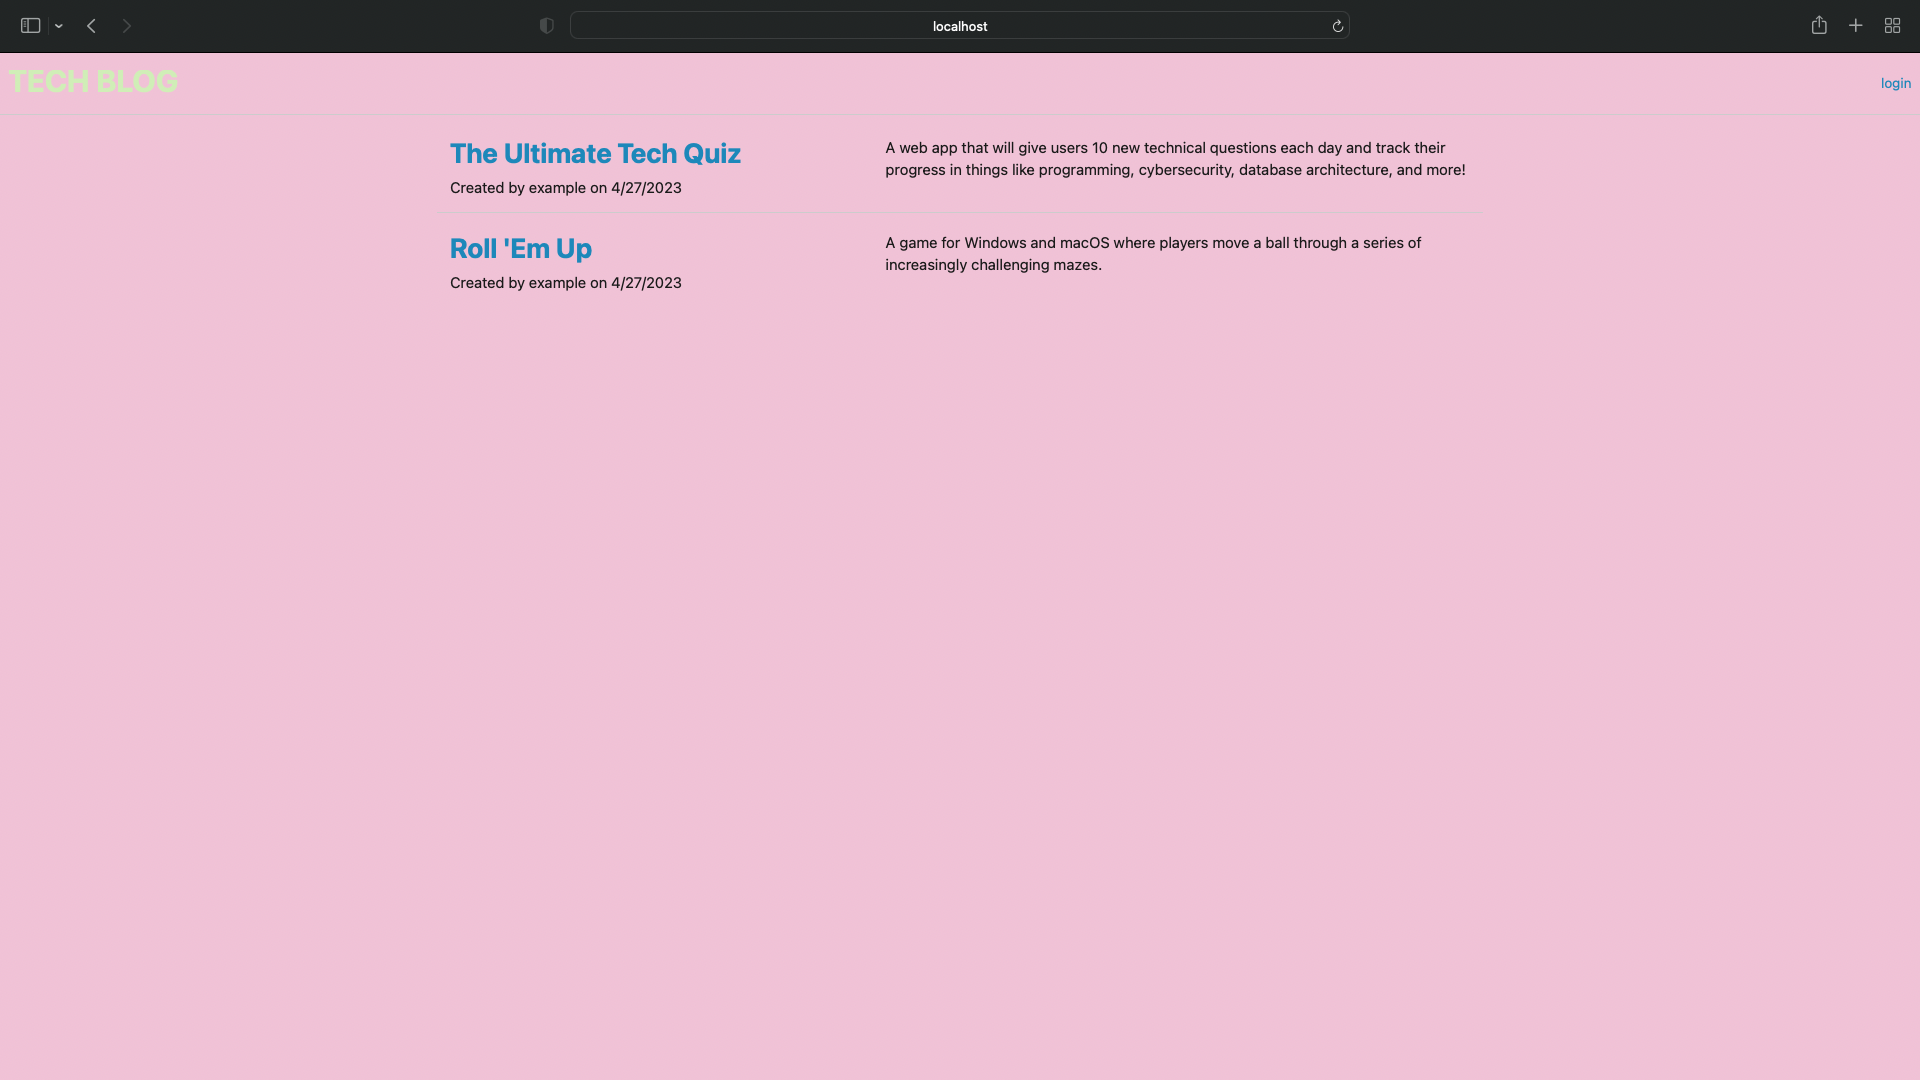 localhost
TECH BLOG
login
The Ultimate Tech Quiz
Created by example on 4/27/2023
A web app that will give users 10 new technical questions each day and track their
progress in things like programming, cybersecurity, database architecture, and more!
Roll 'Em Up
Created by example on 4/27/2023
A game for Windows and macOS where players move a ball through a series of
increasingly challenging mazes.